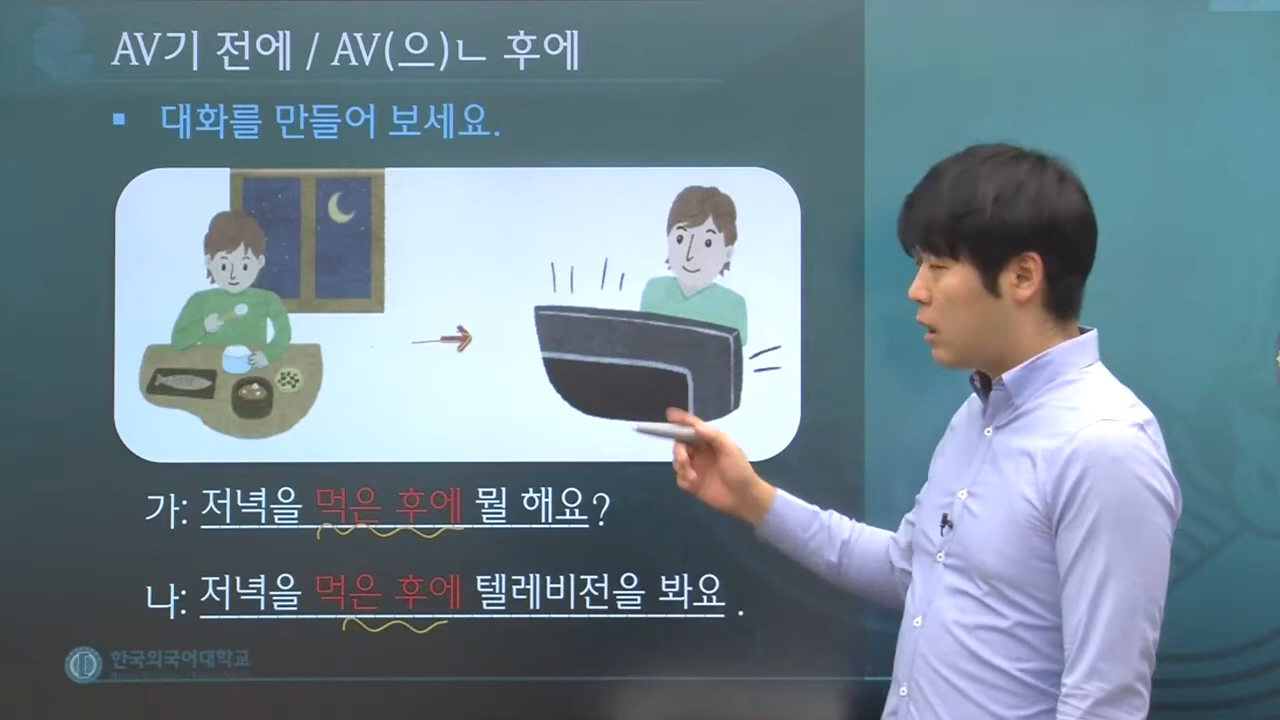 AV기 전에 / AV(으)ㄴ 후에
▪ 대화를 만들어 보세요.
가: 저녁을 먹은 후에 뭘 해요?
나: 저녁을 먹은 후에 텔레비전을 봐요 .
한국외국어대학교